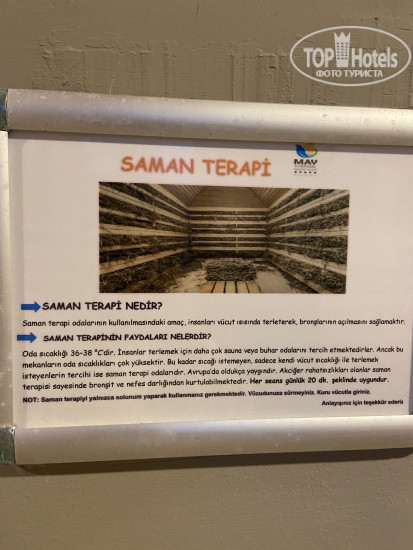 TOP Hotels
ФОТО ТУРИСТА
SAMAN TERAPİ
MAY
SAMAN TERAPİ NEDİR?
Saman terapi odalarının kullanılmasındaki amaç, insanları vücut ısısında terleterek, bronşlarının açılmasını sağlamaktır.
SAMAN TERAPİNİN FAYDALARI NELERDİR?
Oda sıcaklığı 36-38 °C'dir. İnsanlar terlemek için daha çok sauna veya buhar odalarını tercih etmektedirler. Ancak bu
mekanların oda sıcaklıkları çok yüksektir. Bu kadar sıcağı istemeyen, sadece kendi vücut sıcaklığı ile terlemek
isteyenlerin tercihi ise saman terapi odalarıdır. Avrupa'da oldukça yaygındır. Akciğer rahatsızlıkları olanlar saman
terapisi sayesinde bronşit ve nefes darlığından kurtulabilmektedir. Her seans günlük 20 dk. şeklinde uygundur.
NOT: Saman terapiyi yalnızca solunum yaparak kullanmanız gerekmektedir. Vücudunuza sürmeyiniz. Kuru vücutla giriniz.
Anlayışınız için teşekkür ederiz